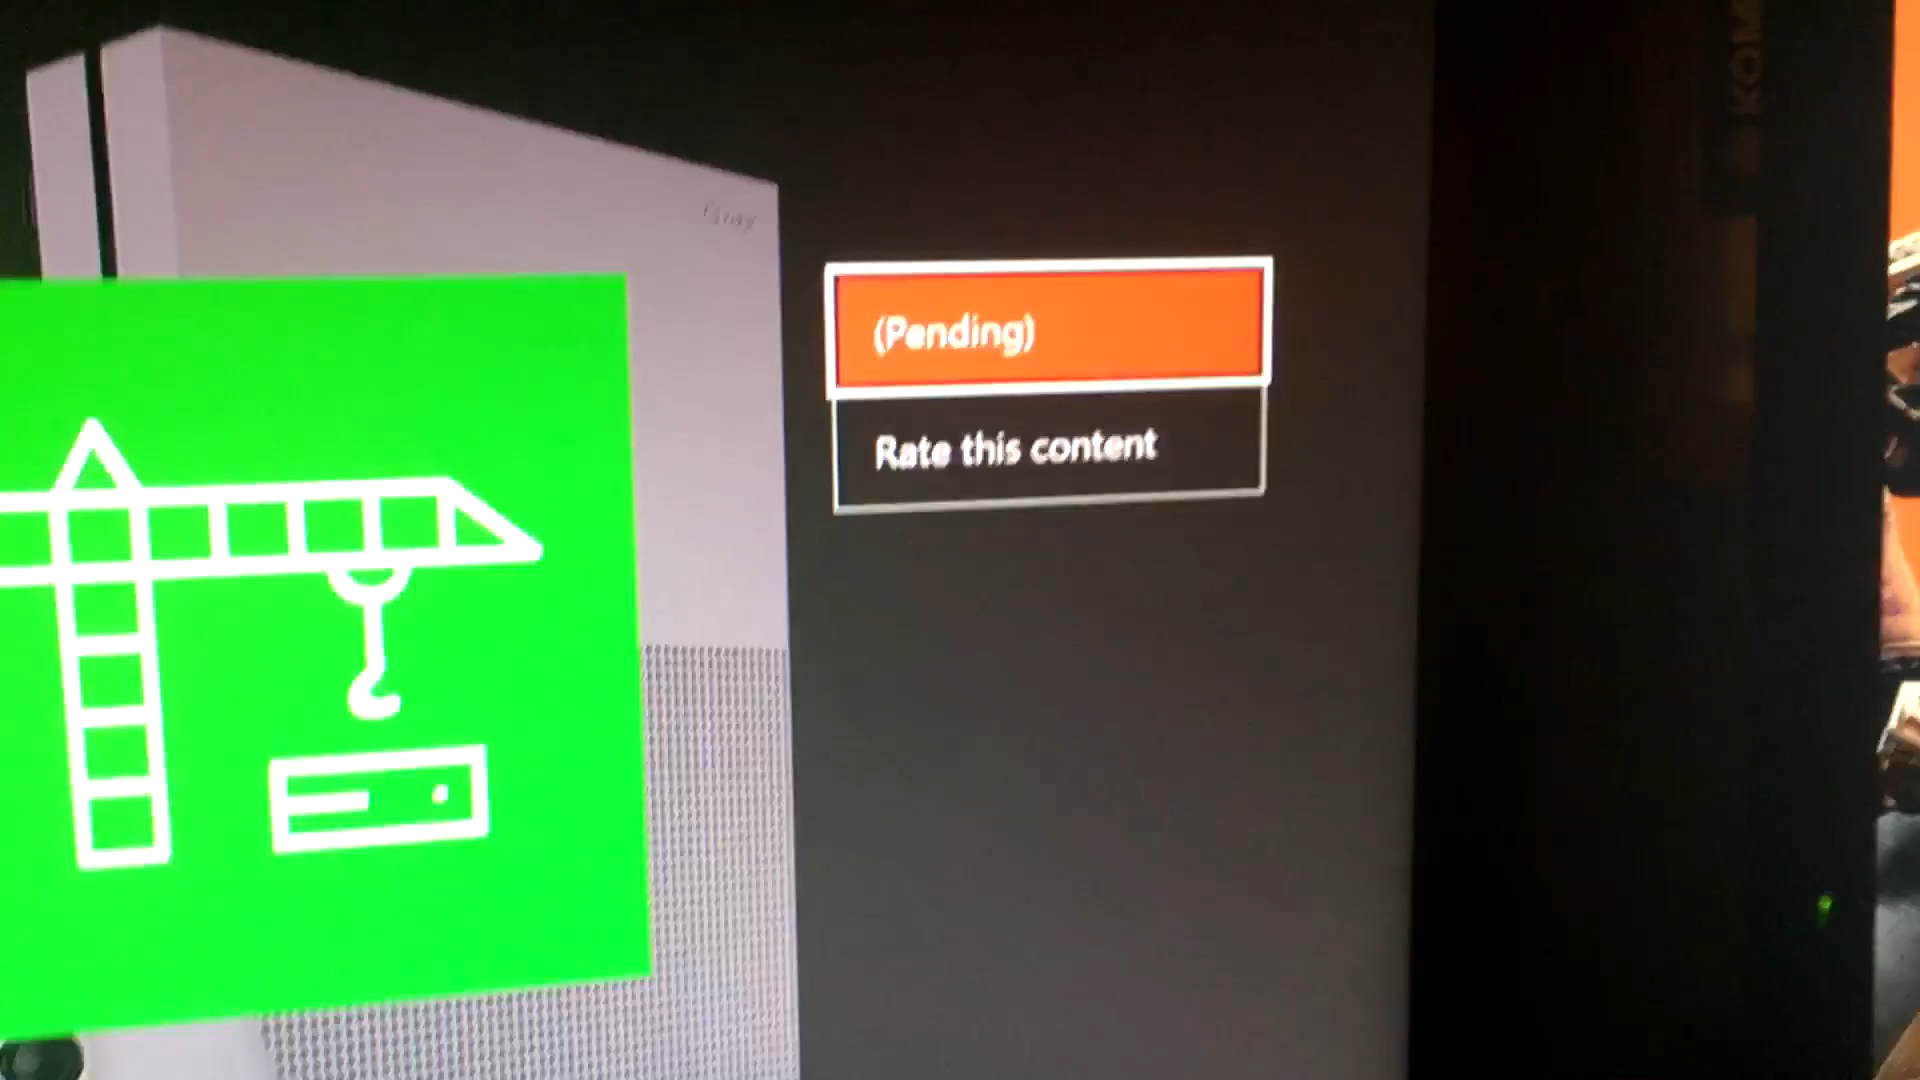 (Pending)
Rate this content